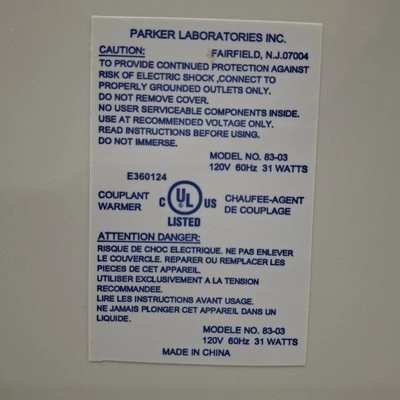 PARKER LABORATORIES INC.
CAUTION: FAIRFIELD, N.J.07004
TO PROVIDE CONTINUED PROTECTION AGAINST
RISK OF ELECTRIC SHOCK ,CONNECT TO
PROPERLY GROUNDED OUTLETS ONLY.
DO NOT REMOVE COVER.
NO USER SERVICEABLE COMPONENTS INSIDE.
USE AT RECOMMENDED VOLTAGE ONLY.
READ INSTRUCTIONS BEFORE USING.
DO NOT IMMERSE.
MODEL NO. 83-03
120V 60Hz 31 WATTS
E360124
COUPLANT WARMER
C UL US
LISTED
CHAUFEE-AGENT DE COUPLAGE
ATTENTION DANGER:
RISQUE DE CHOC ELECTRIQUE. NE PAS ENLEVER
LE COUVERCLE. REPARER OU REMPLACER LES
PIECES DE CET APPAREIL.
UTILISER EXCLUSIVEMENT A LA TENSION
RECOMMANDEE.
LIRE LES INSTRUCTIONS AVANT USAGE.
NE JAMAIS PLONGER CET APPAREIL DANS UN
LIQUIDE.
MODELE NO. 83-03
120V 60Hz 31 WATTS
MADE IN CHINA